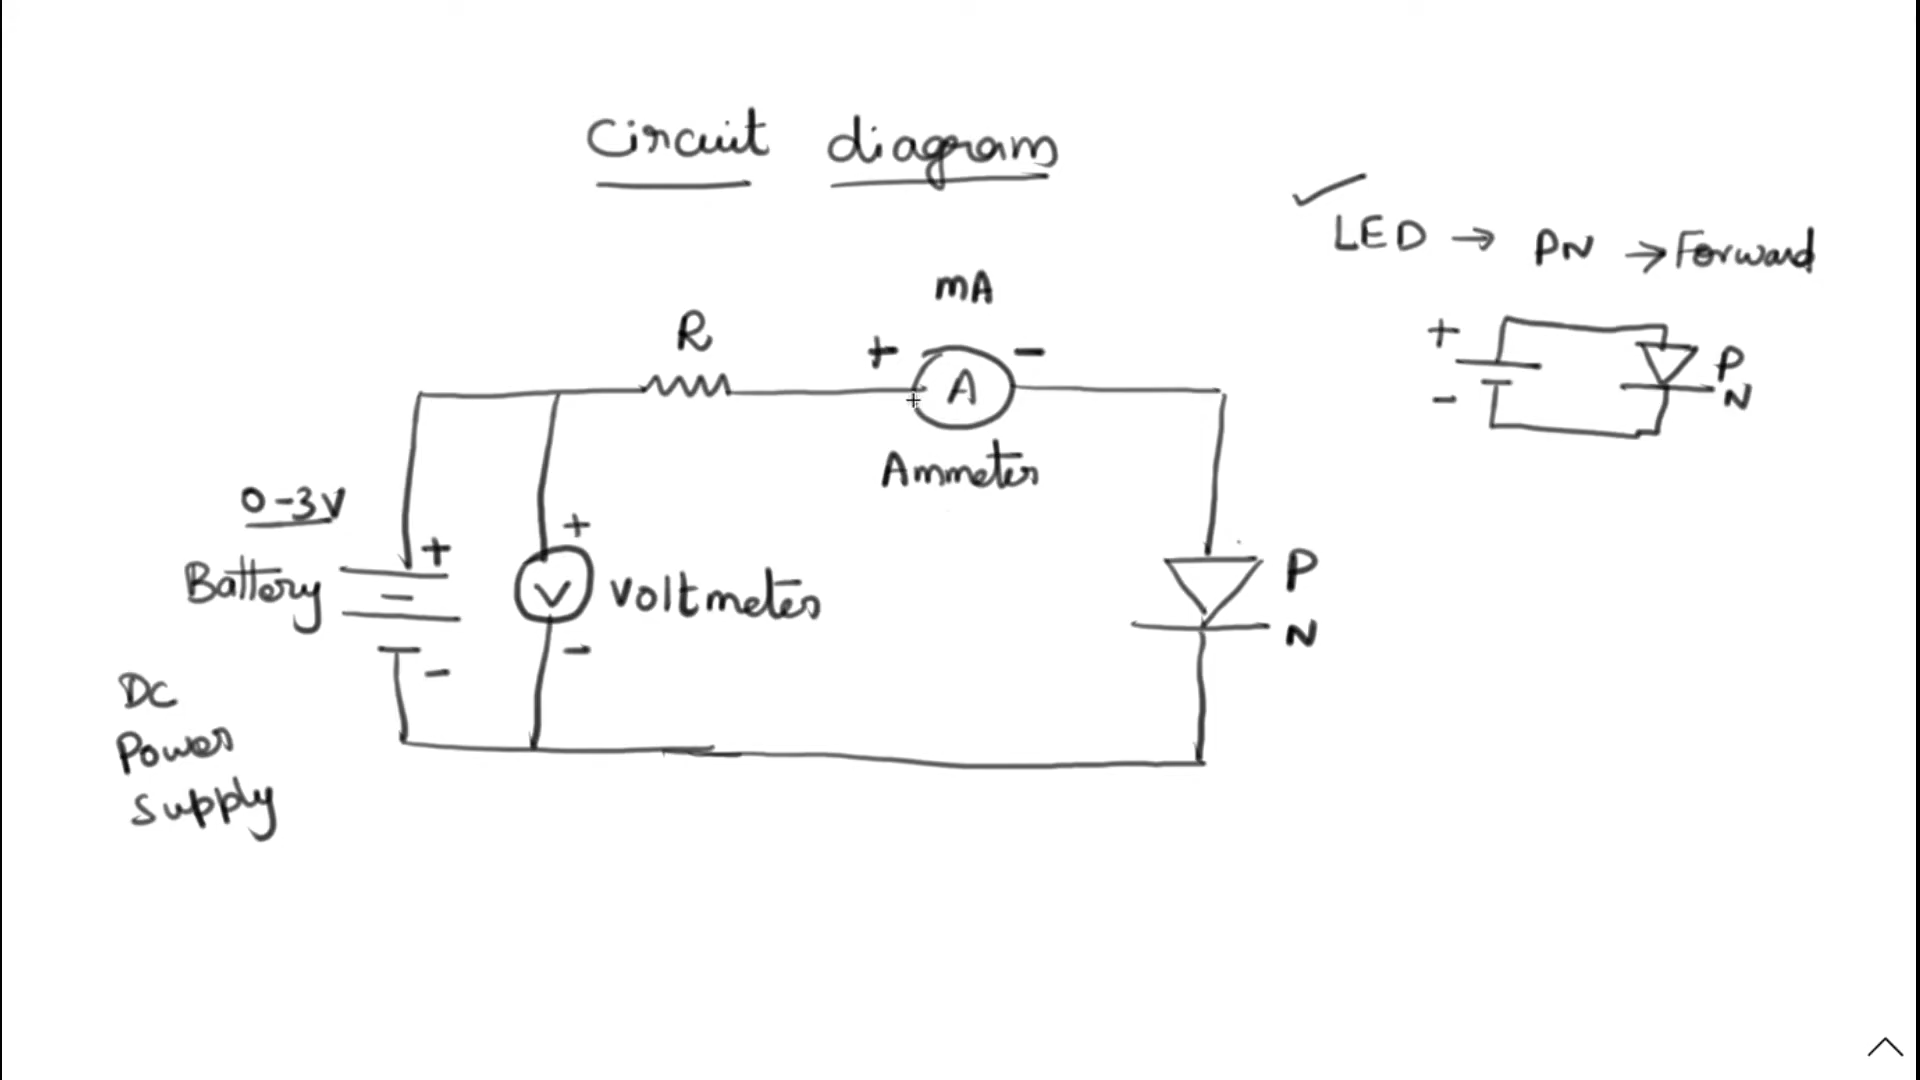 Circuit diagram
LED → PN → Forward
mA
R
+ -
A
+
-
P
N
Ammeter
0-3V
Battery
+
-
+
V
-
Voltmeter
P
N
DC
Power
supply